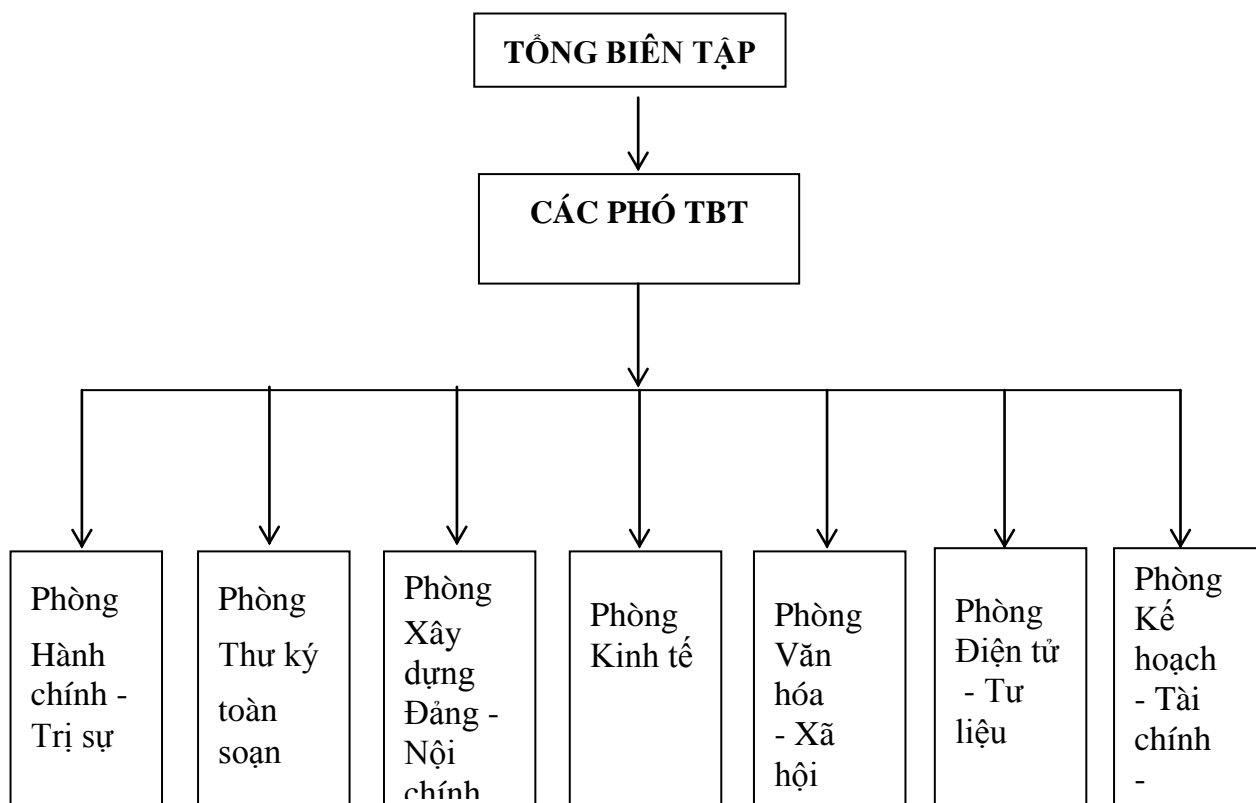 TỔNG BIÊN TẬP
CÁC PHÓ TBT
Phòng
Hành
chính -
Trị sự
Phòng
Thư ký
toàn
soạn
Phòng
Xây
dựng
Đảng -
Nội
chính
Phòng
Kinh tế
Phòng
Văn
hóa
- Xã
hội
Phòng
Điện tử
- Tư
liệu
Phòng
Kế
hoạch
- Tài
chính
-